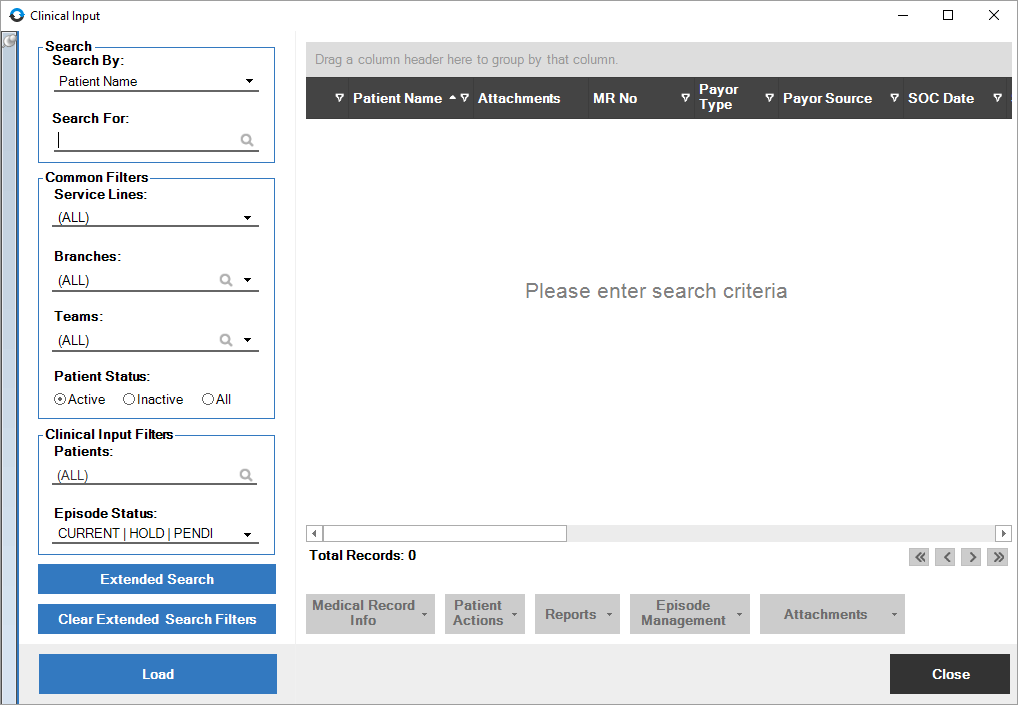 Clinical Input
Search
Search By:
Patient Name
Search For:
Common Filters
Service Lines:
(ALL)
Branches:
(ALL)
Teams:
(ALL)
Patient Status:
Active Inactive All
Clinical Input Filters
Patients:
(ALL)
Episode Status:
CURRENT | HOLD | PENDI
Extended Search
Clear Extended Search Filters
Load
Drag a column header here to group by that column.
Patient Name Attachments MR No Payor Type Payor Source SOC Date
Please enter search criteria
Total Records: 0
Medical Record
Info
Patient
Actions
Reports
Episode
Management
Attachments
Close